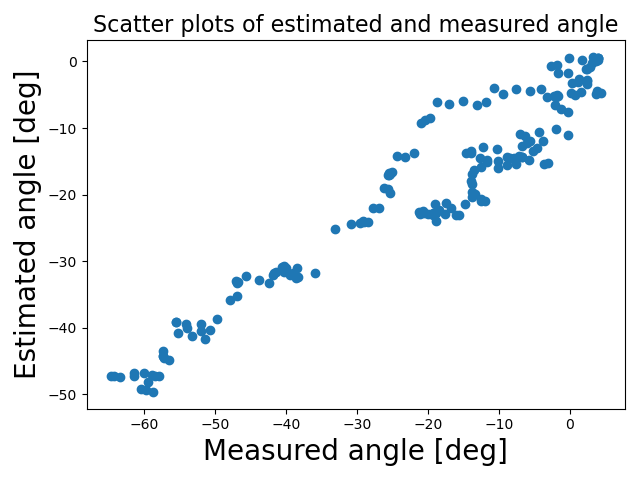 Scatter plots of estimated and measured angle
Estimated angle [deg]
0
−10
−20
−30
−40
−50
−60 −50 −40 −30 −20 −10 0
Measured angle [deg]